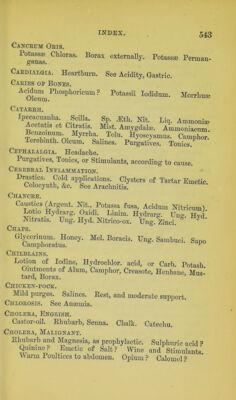 INDEX. 543
CANCRUM ORIS.
Potassæ Chloras. Borax externally. Potassæ Perman-
ganas.
CARDIALGIA. Heartburn. See Acidity, Gastric.
CARIES OF BONES.
Acidum Phosphoricum? Potassii Iodidum. Morrhuæ
Oleum.
CATARRH.
Ipecacuanha. Scilla. Sp. Æth. Nit. Liq. Ammoniæ
Acetatis et Citratis. Mist. Amygdalæ. Ammoniacum.
Benzoinum. Myrrha. Tolu. Hyoscyamus. Camphor.
Terebinth. Oleum. Salines. Purgatives. Tonics.
CEPHALALGIA. Headache.
Purgatives, Tonics, or Stimulants, according to cause.
CEREBRAL INFLAMMATION.
Drastics. Cold applications. Clysters of Tartar Emetic.
Colocynth, &c. See Arachnitis.
CHANCRE.
Caustics (Argent. Nit., Potassa fusa, Acidum Nitricum).
Lotio Hydrarg. Oxidi. Linim. Hydrarg. Ung. Hyd.
Nitratis. Ung. Hyd. Nitrico-ox. Ung. Zinci.
CHAPS.
Glycerinum. Honey. Mel. Boracis. Ung. Sambuci. Sapo
Camphoratus.
CHILBLAINS.
Lotion of Iodine, Hydrochlor. acid, or Carb. Potash.
Ointments of Alum, Camphor, Creasote, Henbane, Mus-
tard, Borax.
CHICKEN-POCK.
Mild purges. Salines. Rest, and moderate support.
CHLOROSIS. See Anæmia.
CHOLERA, ENGLISH.
Castor-oil. Rhubarb, Senna. Chalk. Catechu.
CHOLERA, MALIGNANT.
Rhubarb and Magnesia, as prophylactic. Sulphuric acid?
Quinine? Emetic of Salt? Wine and Stimulants.
Warm Poultices to abdomen. Opium? Calomel?